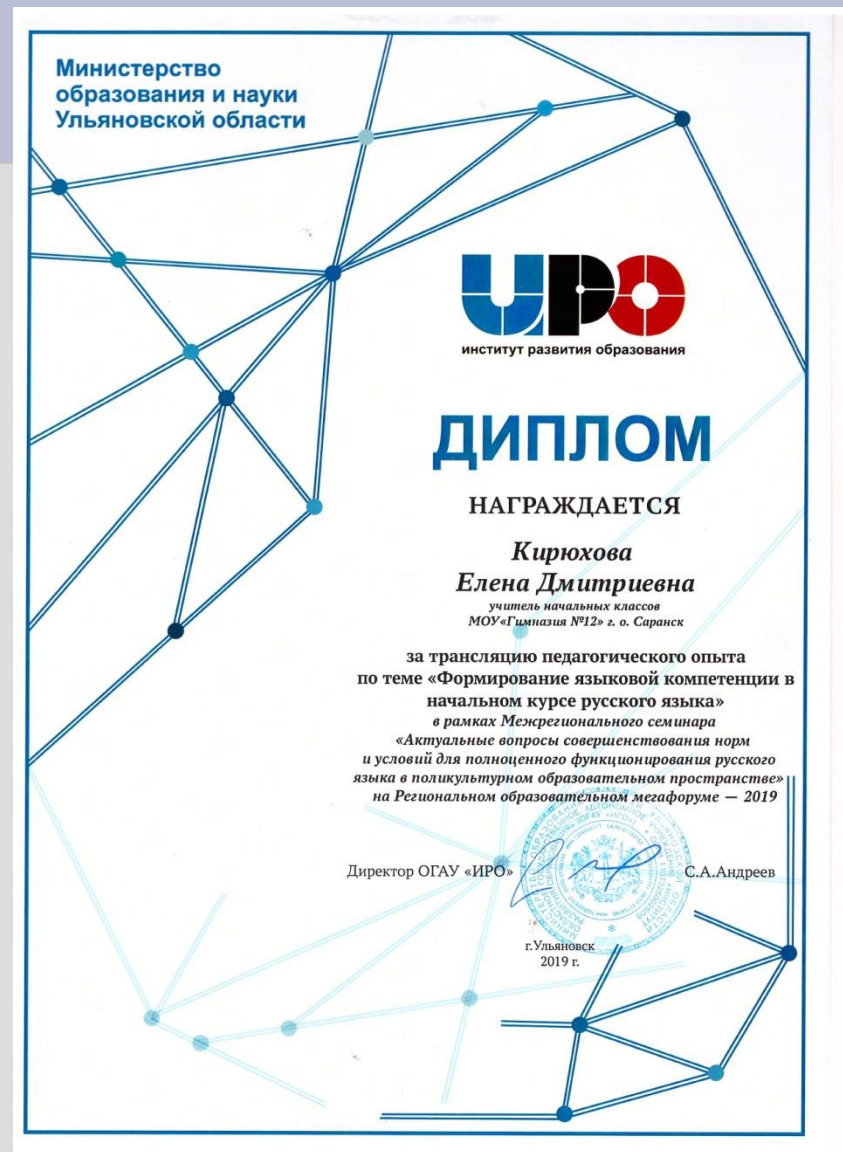 Министерство
образования и науки
Ульяновской области
ИРО
институт развития образования
ДИПЛОМ
НАГРАЖДАЕТСЯ
Кирюхова
Елена Дмитриевна
учитель начальных классов
МОУ«Гимназия №12» г. о. Саранск
за трансляцию педагогического опыта
по теме «Формирование языковой компетенции в
начальном курсе русского языка»
в рамках Межрегионального семинара
«Актуальные вопросы совершенствования норм
и условий для полноценного функционирования русского
языка в поликультурном образовательном пространстве»
на Региональном образовательном мегафоруме — 2019
Директор ОГАУ «ИРО»
С.А.Андреев
г.Ульяновск
2019 г.